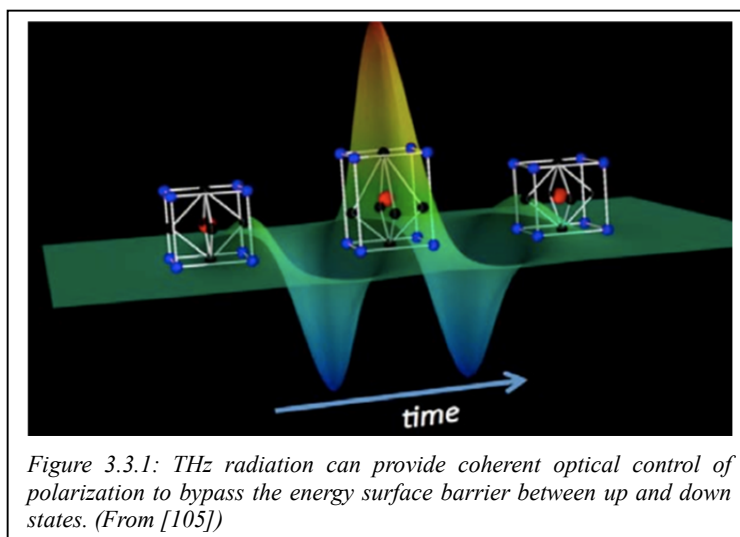 time
Figure 3.3.1: THz radiation can provide coherent optical control of
polarization to bypass the energy surface barrier between up and down
states. (From [105])